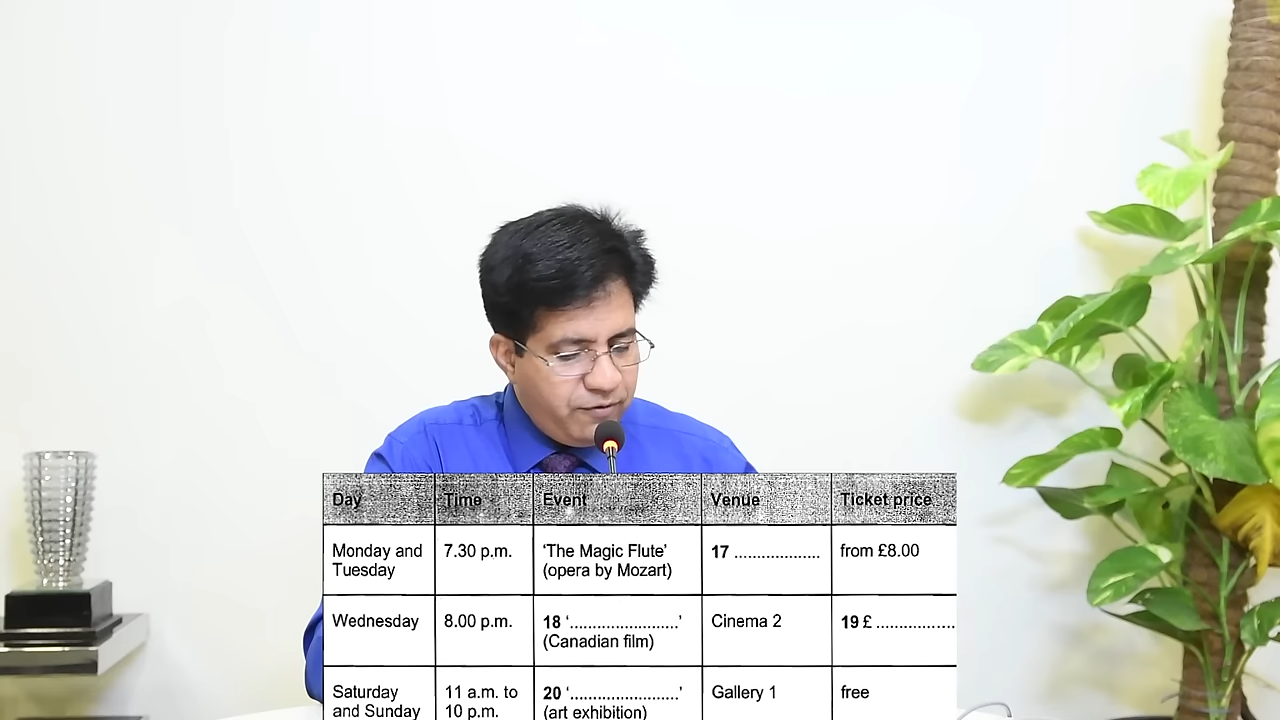 Day Time Event Venue Ticket price
Monday and 7.30 p.m. 'The Magic Flute' 17 ................... from £8.00
Tuesday (opera by Mozart)
Wednesday 8.00 p.m. 18 '........................' Cinema 2 19 £ .................
(Canadian film)
Saturday 11 a.m. to 20 '........................' Gallery 1 free
and Sunday 10 p.m. (art exhibition)